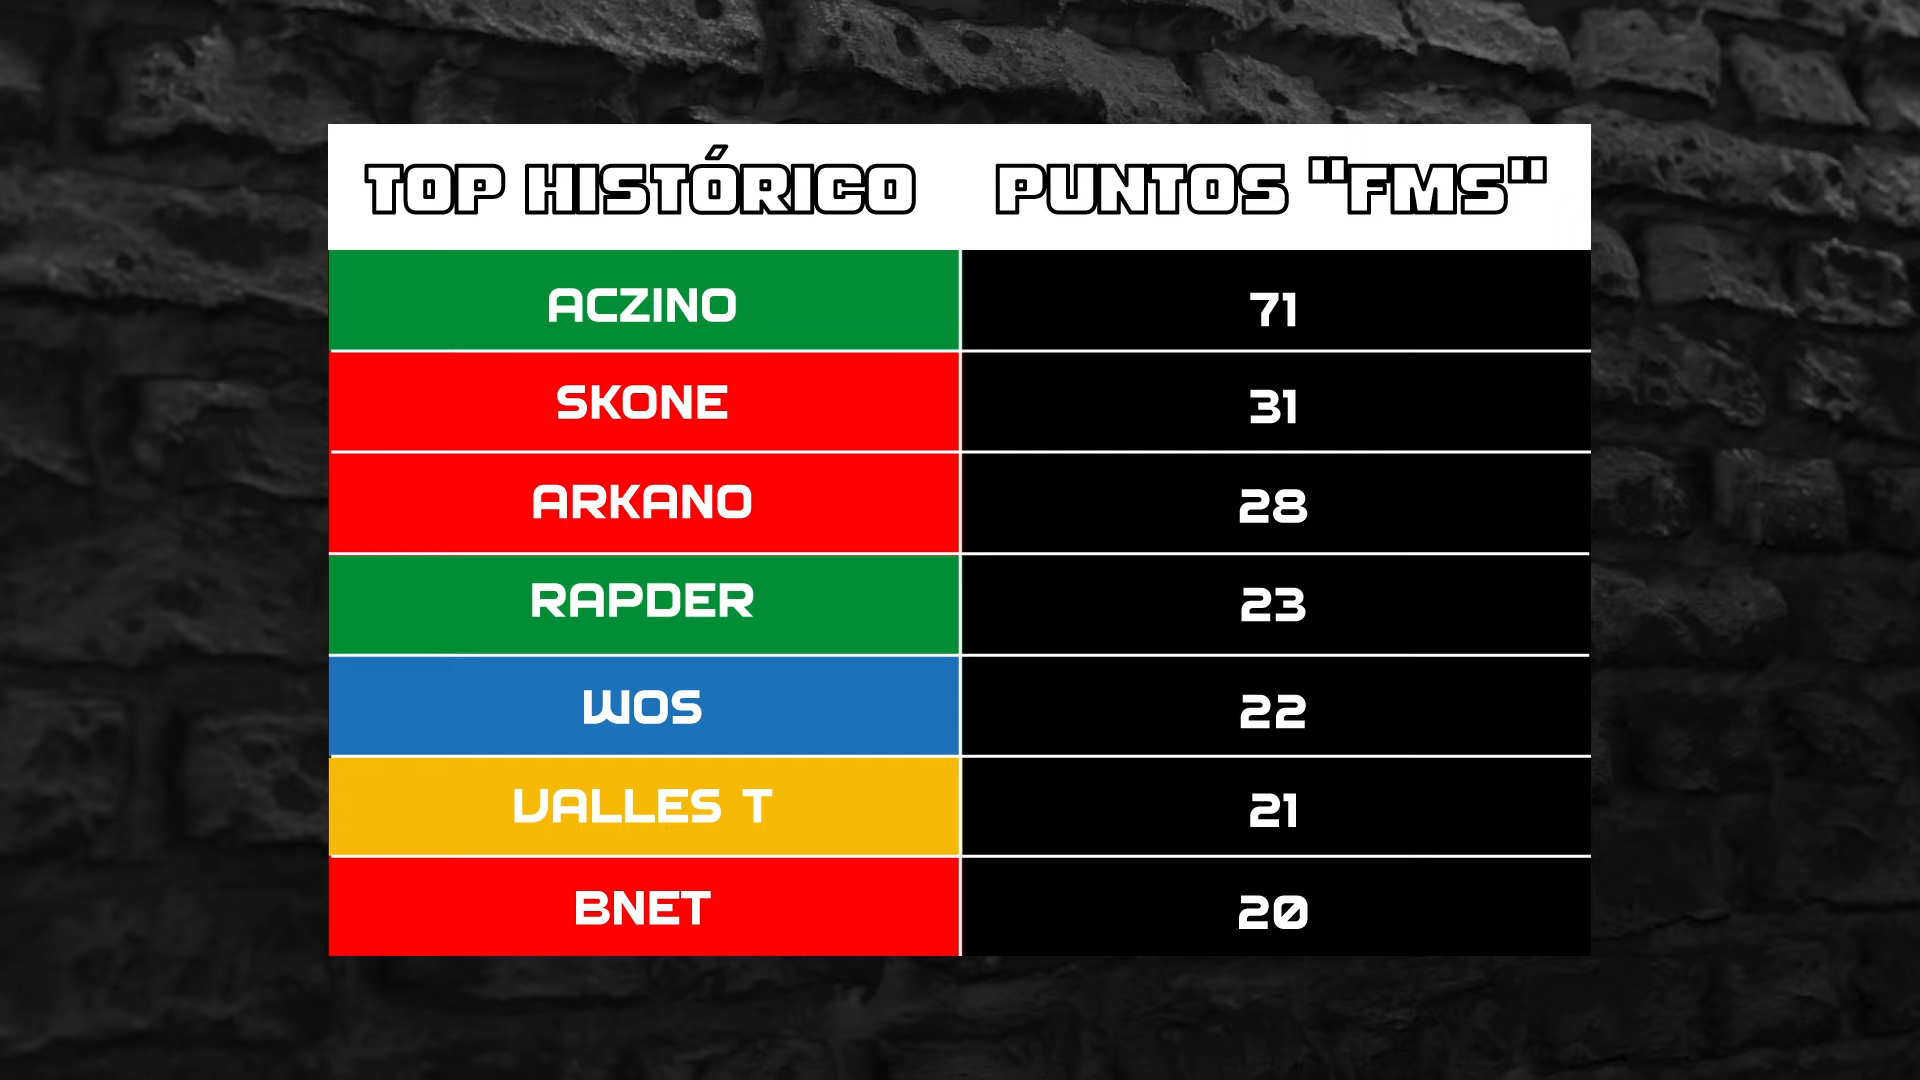 TOP HISTÓRICO PUNTOS "FMS"
ACZINO 71
SKONE 31
ARKANO 28
RAPDER 23
WOS 22
VALLES T 21
BNET 20